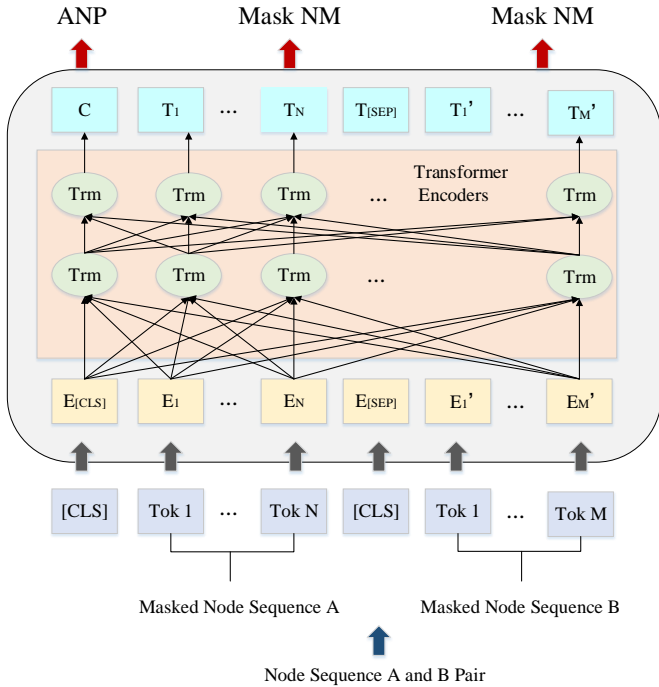 ANP Mask NM Mask NM
C T1 ... TN T[SEP] T1' ... TM'
Transformer
Encoders
Trm Trm Trm ... Trm
Trm Trm Trm ... Trm
E[CLS] E1 ... EN E[SEP] E1' ... EM'
[CLS] Tok 1 ... Tok N [CLS] Tok 1 ... Tok M
Masked Node Sequence A Masked Node Sequence B
Node Sequence A and B Pair